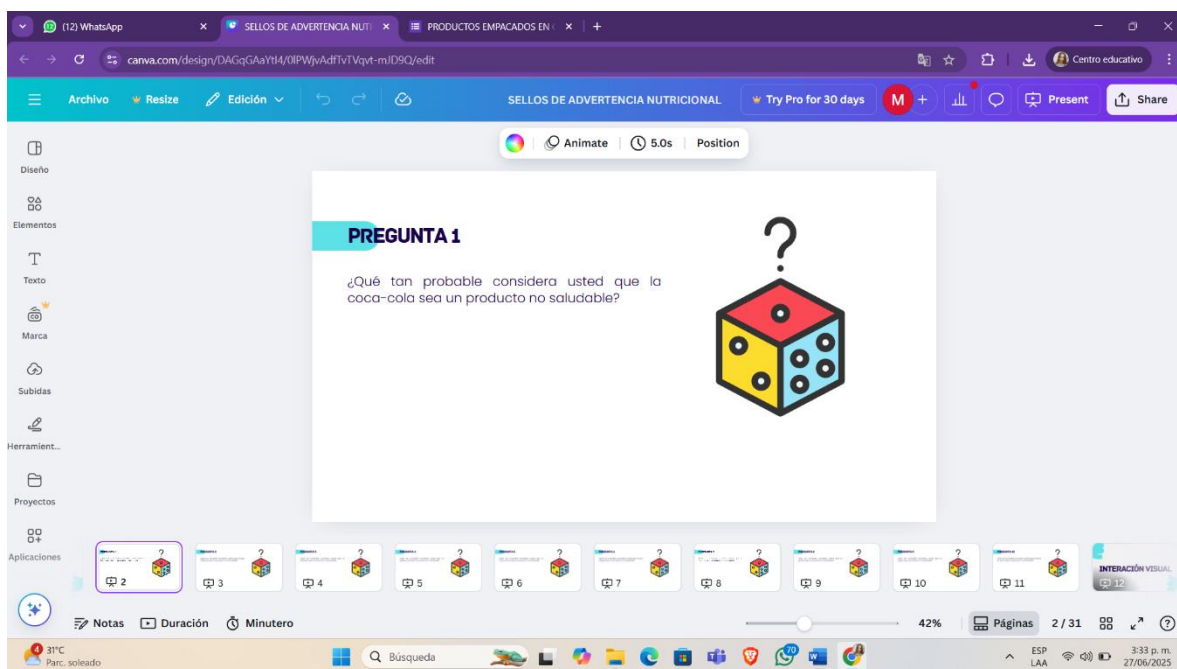 (12) WhatsApp
SELLOS DE ADVERTENCIA NUTI
PRODUCTOS EMPACADOS EN
canva.com/design/DAGqGAaYtI4/0lPWjvAdfTvTVqvt-mJD9Q/edit
Centro educativo
Archivo Resize Edición SELLOS DE ADVERTENCIA NUTRICIONAL Try Pro for 30 days M + Present Share
Animate 5.0s Position
Diseño
Elementos
Texto
Marca
Subidas
Herramient...
Proyectos
Aplicaciones
PREGUNTA 1
¿Qué tan probable considera usted que la
coca-cola sea un producto no saludable?
2 3 4 5 6 7 8 9 10 11 12
INTERACIÓN VISUAL
Notas Duración Minutero 42% Páginas 2 / 31
31°C
Parc. soleado
Búsqueda
ESP
LAA
3:33 p. m.
27/06/2025